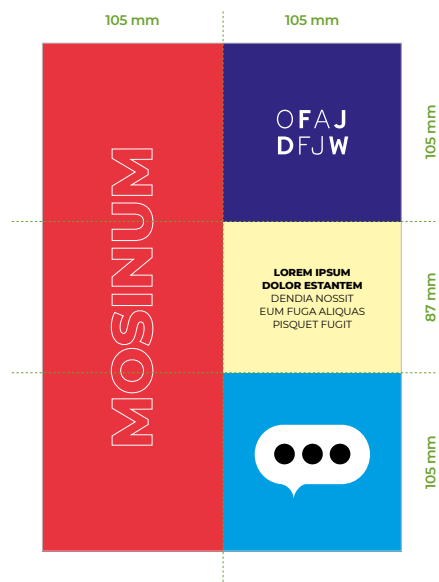 105 mm
105 mm
MOSINUM
OFAJ
DFJW
105 mm
LOREM IPSUM
DOLOR ESTANTEM
DENDIA NOSSIT
EUM FUGA ALIQUAS
PISQUET FUGIT
87 mm
105 mm